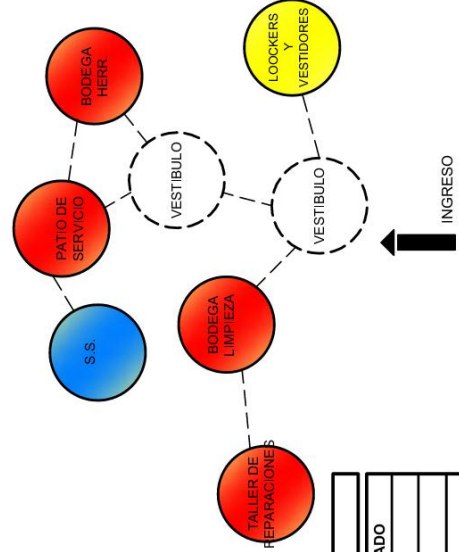 BODEGA
HERR.
LOOCKERS
Y
VESTIDORES
PATIO DE
SERVICIO
VESTIBULO
VESTIBULO
INGRESO
S.S.
BODEGA
LIMPIEZA
TALLER DE
REPARACIONES
ADO